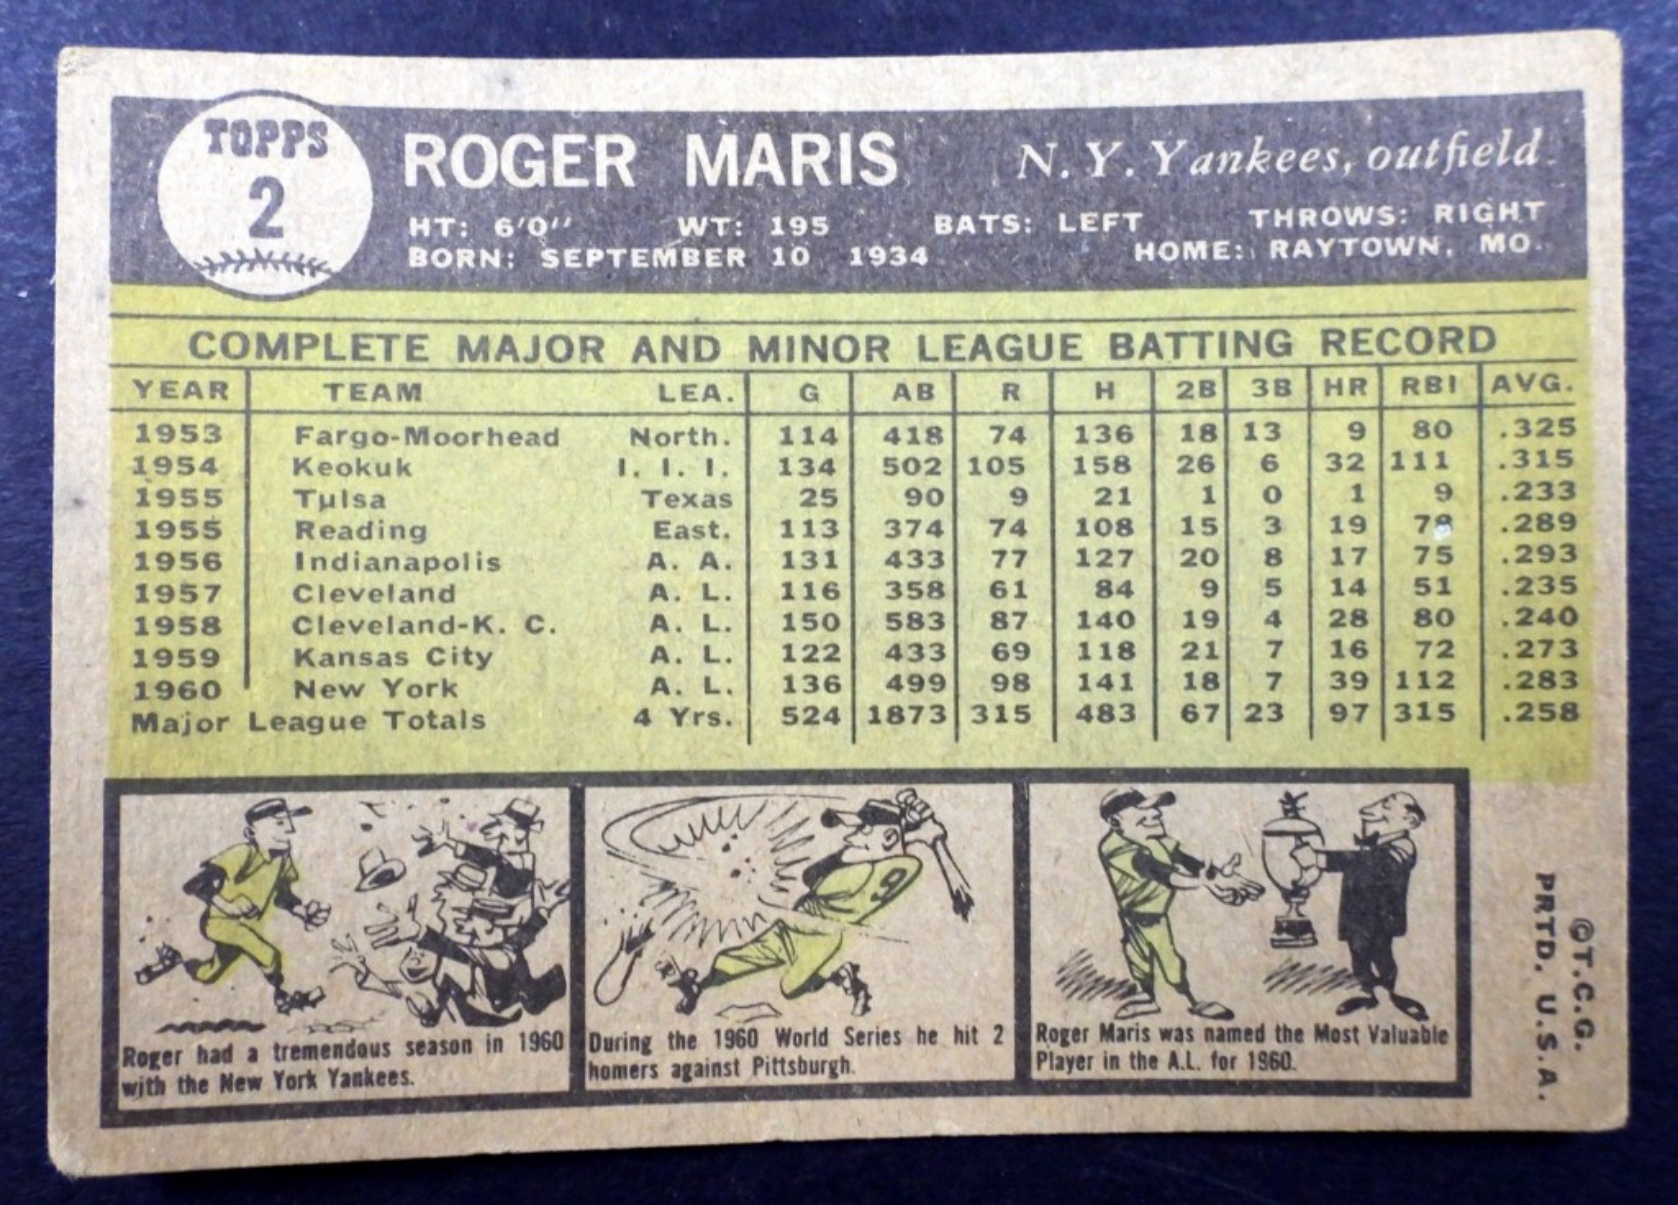 TOPPS
2
ROGER MARIS N. Y. Yankees, outfield
HT: 6'0" WT: 195 BATS: LEFT THROWS: RIGHT
BORN: SEPTEMBER 10 1934 HOME: RAYTOWN, MO.
COMPLETE MAJOR AND MINOR LEAGUE BATTING RECORD
YEAR TEAM LEA. G AB R H 2B 3B HR RBI AVG.
1953 Fargo-Moorhead North. 114 418 74 136 18 13 9 80 .325
1954 Keokuk I. I. I. 134 502 105 158 26 6 32 111 .315
1955 Tulsa Texas 25 90 9 21 1 0 1 9 .233
1955 Reading East. 113 374 74 108 15 3 19 78 .289
1956 Indianapolis A. A. 131 433 77 127 20 8 17 75 .293
1957 Cleveland A. L. 116 358 61 84 9 5 14 51 .235
1958 Cleveland-K. C. A. L. 150 583 87 140 19 4 28 80 .240
1959 Kansas City A. L. 122 433 69 118 21 7 16 72 .273
1960 New York A. L. 136 499 98 141 18 7 39 112 .283
Major League Totals 4 Yrs. 524 1873 315 483 67 23 97 315 .258
Roger had a tremendous season in 1960
with the New York Yankees.
9
During the 1960 World Series he hit 2
homers against Pittsburgh.
Roger Maris was named the Most Valuable
Player in the A.L. for 1960.
©T.C.G.
PRTD. U.S.A.